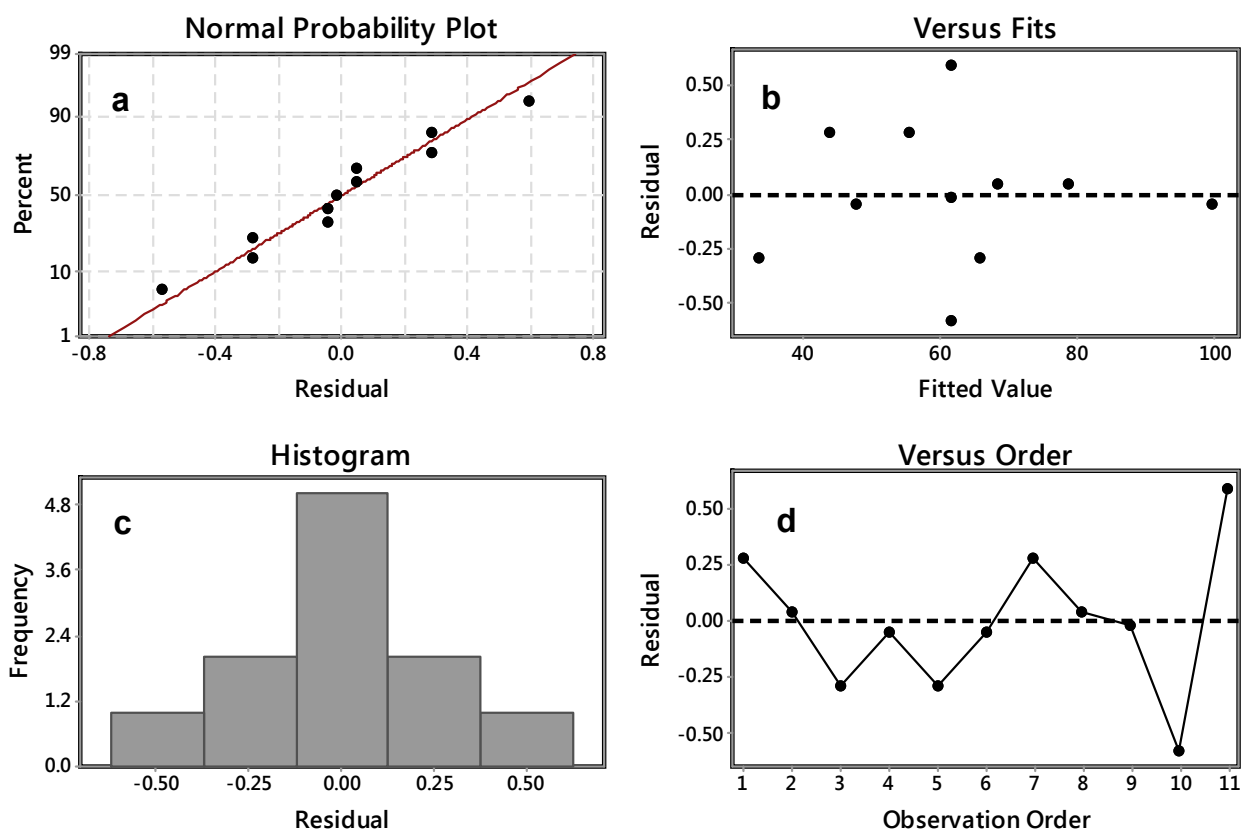 Normal Probability Plot
a
Percent
99
90
50
10
1
-0.8 -0.4 0.0 0.4 0.8
Residual
Versus Fits
b
Residual
0.50
0.25
0.00
-0.25
-0.50
40 60 80 100
Fitted Value
Histogram
c
Frequency
4.8
3.6
2.4
1.2
0.0
-0.50 -0.25 0.00 0.25 0.50
Residual
Versus Order
d
Residual
0.50
0.25
0.00
-0.25
-0.50
1 2 3 4 5 6 7 8 9 10 11
Observation Order